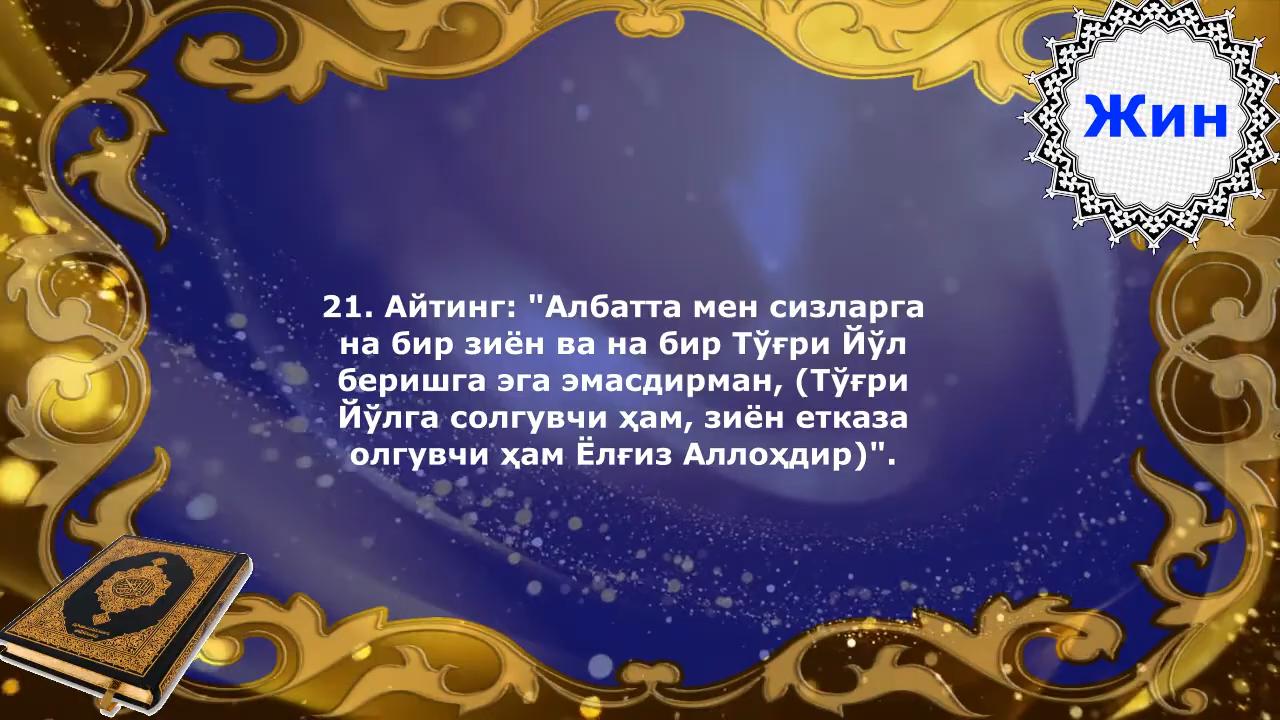 Жин
21. Айтинг: "Албатта мен сизларга
на бир зиён ва на бир Тўғри Йўл
беришга эга эмасдирман, (Тўғри
Йўлга солгувчи ҳам, зиён етказа
олгувчи ҳам Ёлғиз Аллоҳдир)".